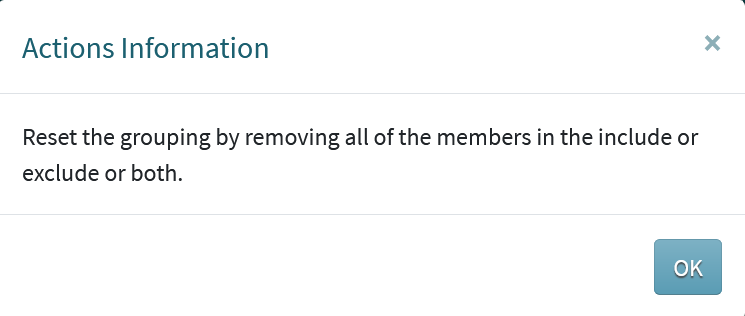 Actions Information
×
Reset the grouping by removing all of the members in the include or
exclude or both.
OK